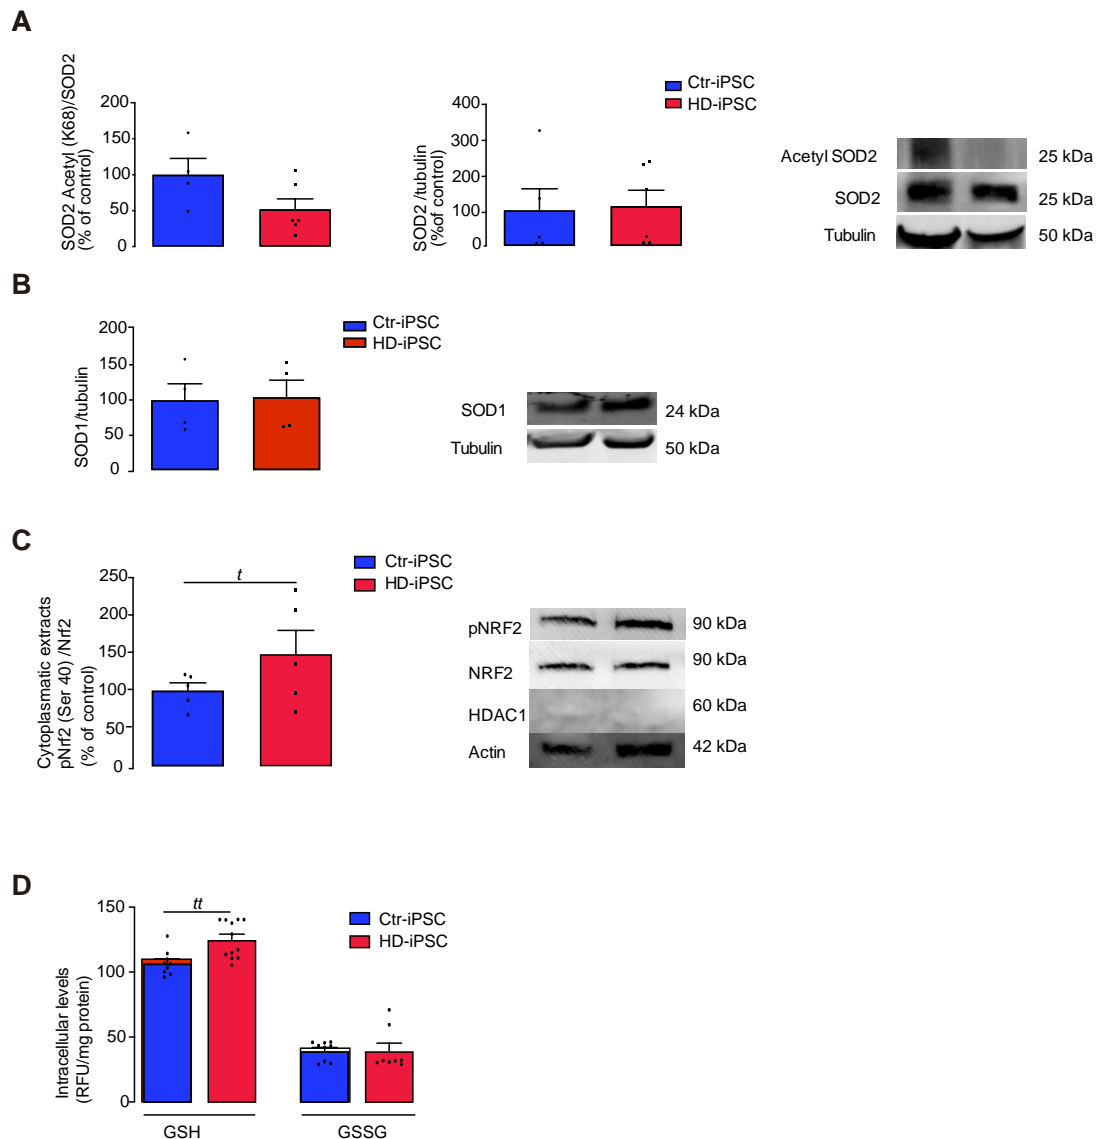 A
SOD2 Acetyl (K68)/SOD2
(% of control)
200
150
100
50
0
SOD2 /tubulin
(%of control)
400
300
200
100
0
Ctr-iPSC
HD-iPSC
Acetyl SOD2
25 kDa
SOD2
25 kDa
Tubulin
50 kDa
B
SOD1/tubulin
200
150
100
50
0
Ctr-iPSC
HD-iPSC
SOD1
24 kDa
Tubulin
50 kDa
C
Cytoplasmatic extracts
pNrf2 (Ser 40) /Nrf2
(% of control)
250
200
150
100
50
0
t
Ctr-iPSC
HD-iPSC
pNRF2
90 kDa
NRF2
90 kDa
HDAC1
60 kDa
Actin
42 kDa
D
Intracellular levels
(RFU/mg protein)
150
100
50
0
tt
Ctr-iPSC
HD-iPSC
GSH
GSSG